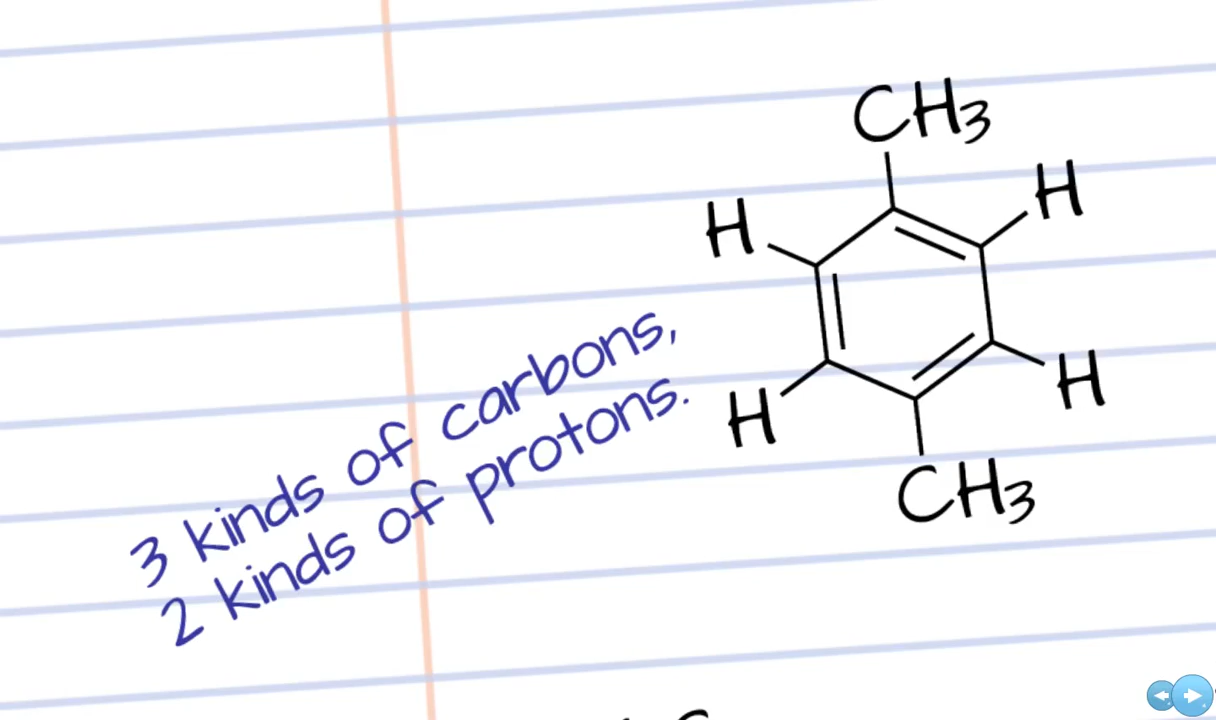 CH3
H
H
3 kinds of carbons,
2 kinds of protons.
H
H
CH3